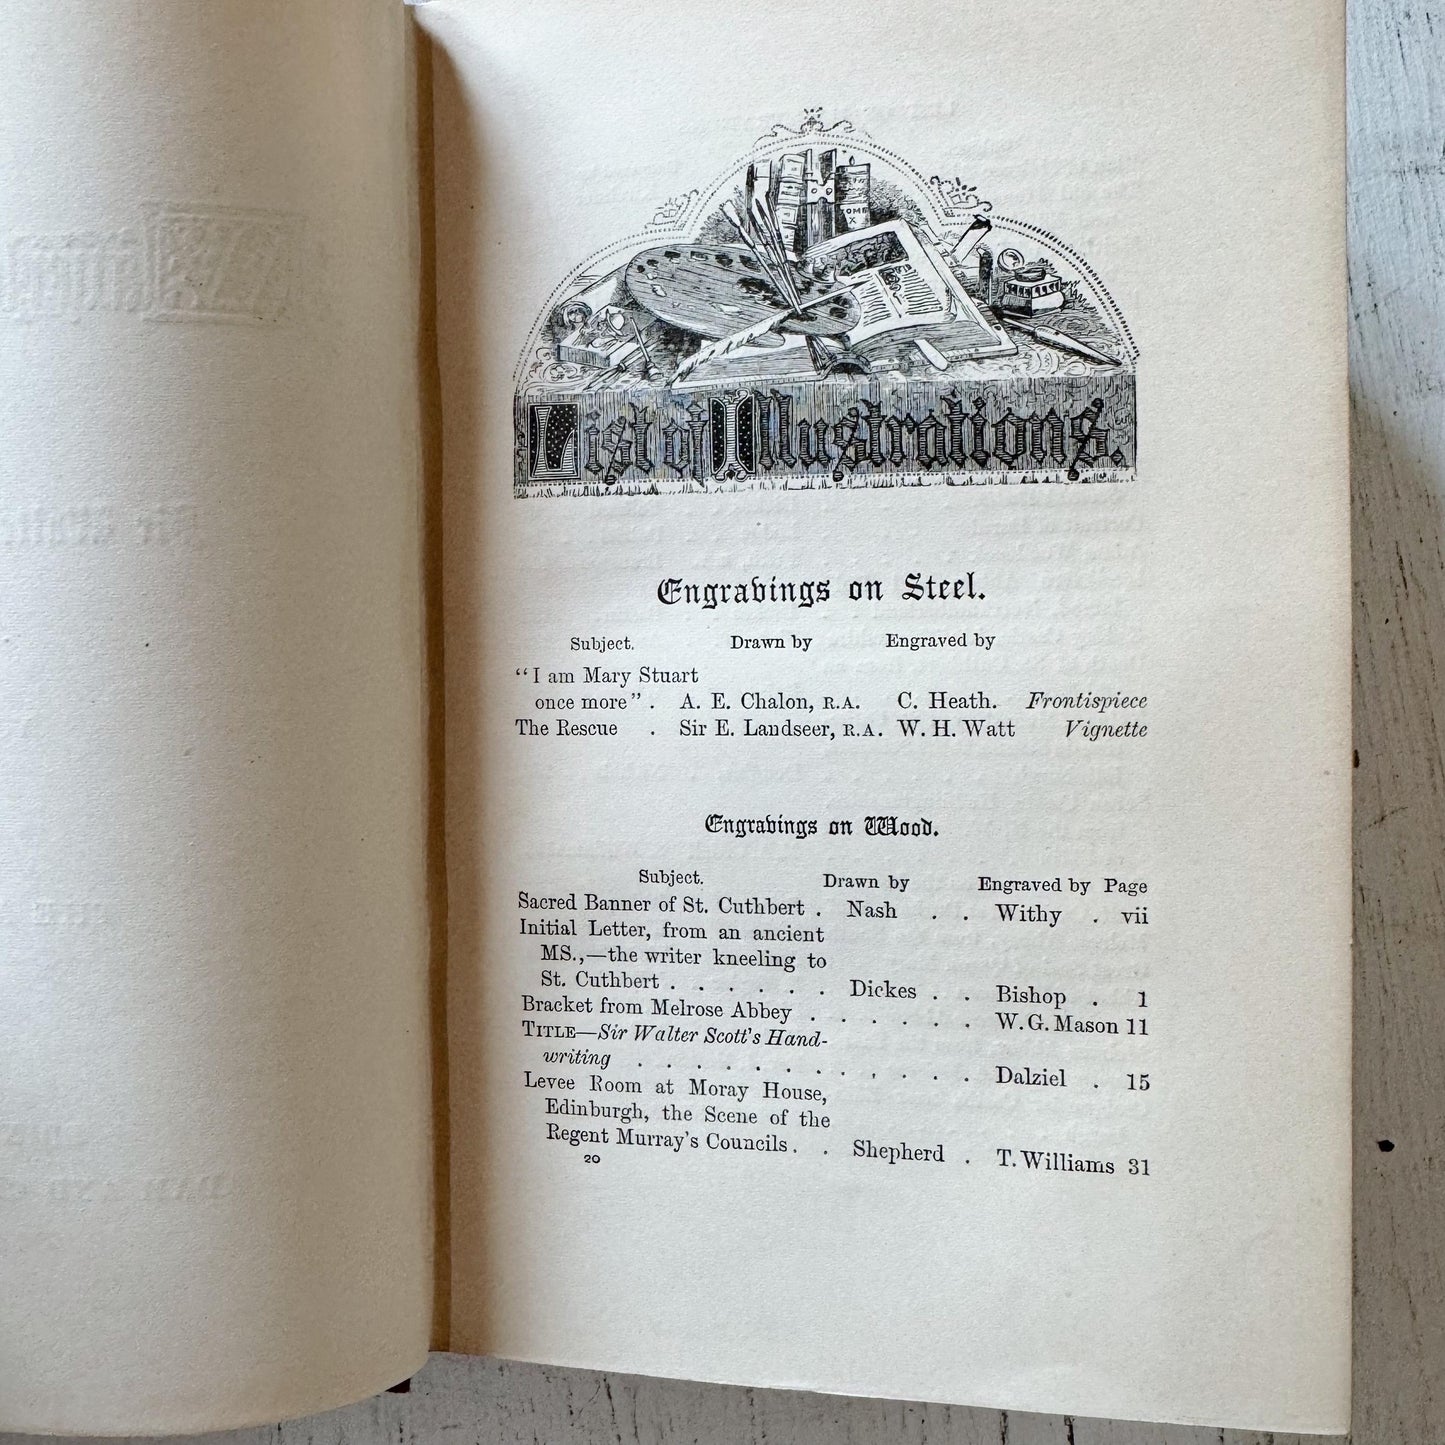 TOME
X
List of Illustrations.
Engravings on Steel.
Subject. Drawn by Engraved by
“I am Mary Stuart
once more” . A. E. Chalon, R.A. C. Heath. Frontispiece
The Rescue . Sir E. Landseer, R.A. W. H. Watt Vignette
Engravings on Wood.
Subject. Drawn by Engraved by Page
Sacred Banner of St. Cuthbert . Nash . . Withy . vii
Initial Letter, from an ancient
MS.,—the writer kneeling to
St. Cuthbert . . . . . . Dickes . . Bishop . 1
Bracket from Melrose Abbey . . . . . . W. G. Mason 11
TITLE—Sir Walter Scott's Hand-
writing . . . . . . . . . . . . Dalziel . 15
Levee Room at Moray House,
Edinburgh, the Scene of the
Regent Murray's Councils . . Shepherd . T. Williams 31
20